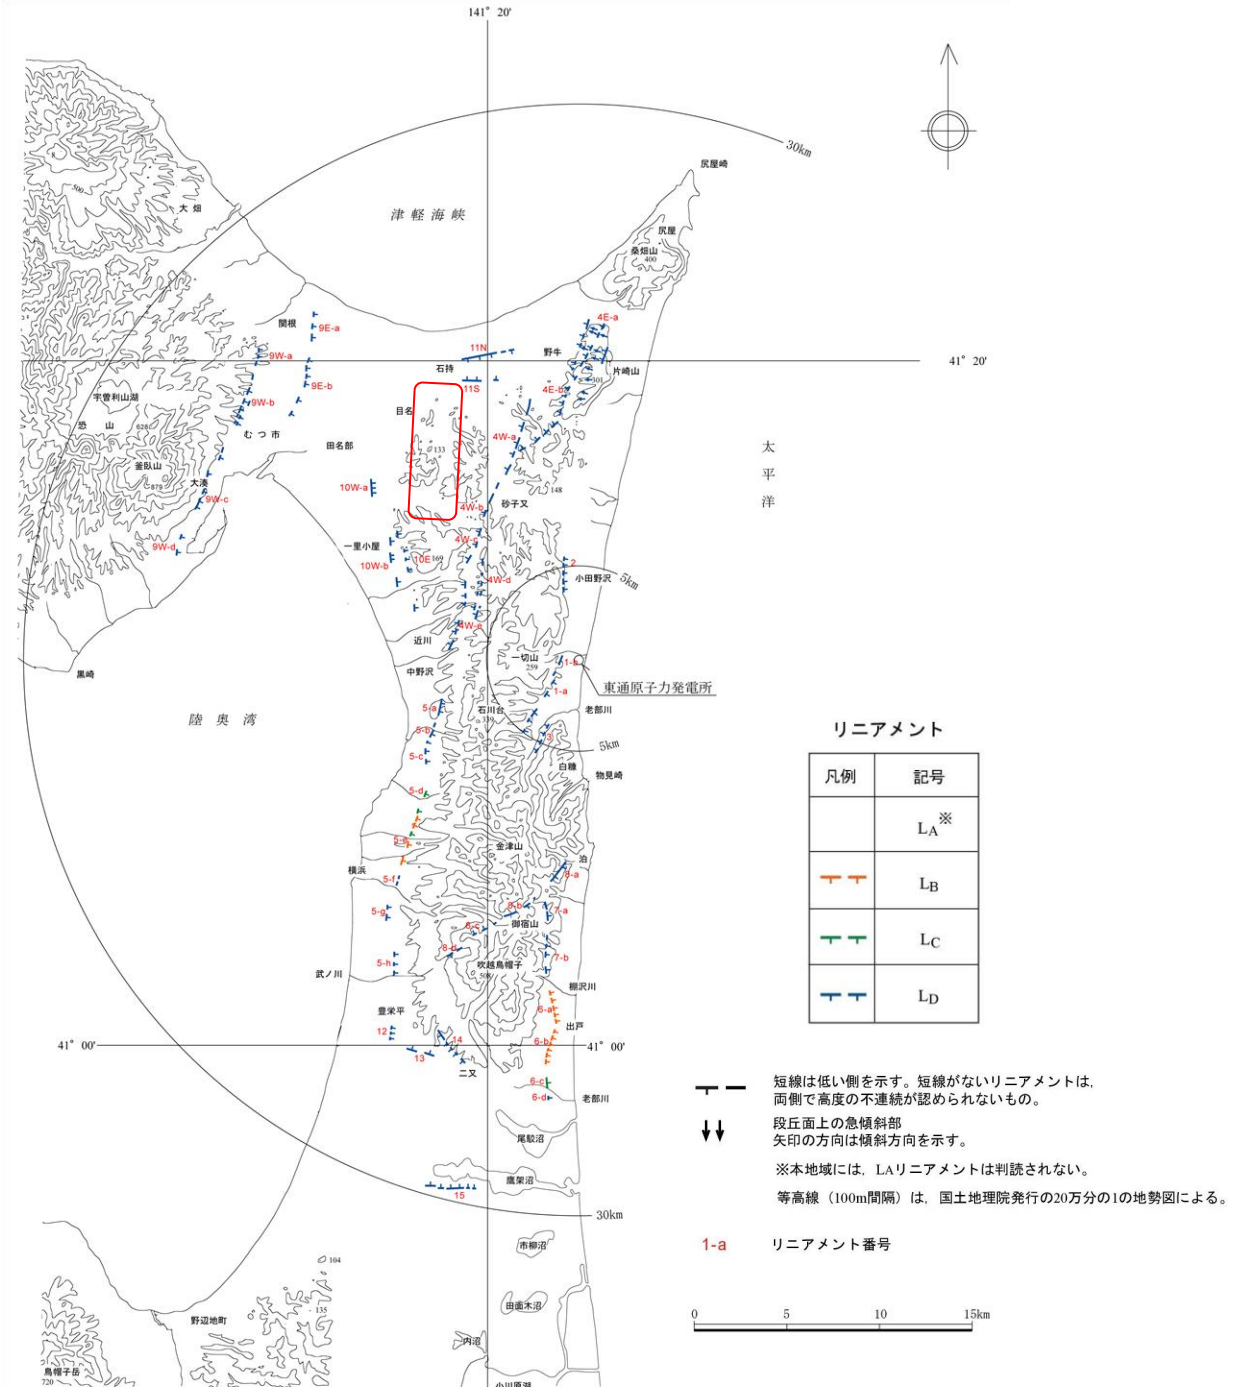 141° 20'
30km
尻屋崎
津軽海峡
大畑
500
尻屋
桑畑山
400
関根
9E-a
4E-a
11N
野牛
9W-a
石持
41° 20'
片崎山
301
9E-b
11S
4E-b
宇曽利山湖
9W-b
目名
恐山
628
むつ市
4W-a
太平洋
田名部
133
釜臥山
879
大湊
10W-a
148
9W-c
4W-b
砂子又
4W-c
9W-d
一里小屋
10E
169
10W-b
2
小田野沢
5km
4W-d
4W-e
近川
一切山
259
1-b
中野沢
黒崎
東通原子力発電所
1-a
5-a
石川台
339
老部川
陸奥湾
5-b
3
5km
5-c
白糠
物見崎
5-d
5-e
金津山
泊
横浜
8-a
5-f
8-b
7-a
5-g
御宿山
8-c
8-d
7-b
5-h
吹越烏帽子
508
武ノ川
棚沢川
豊栄平
6-a
出戸
12
14
6-b
41° 00'
41° 00'
13
二又
6-c
6-d
老部川
尾駮沼
鷹架沼
15
30km
市柳沼
104
135
野辺地町
田面木沼
内沼
烏帽子岳
720
小川原湖
リニアメント
凡例 記号
LA※
LB
LC
LD
短線は低い側を示す。短線がないリニアメントは,
両側で高度の不連続が認められないもの。
段丘面上の急傾斜部
矢印の方向は傾斜方向を示す。
※本地域には, LAリニアメントは判読されない。
等高線（100m間隔）は, 国土地理院発行の20万分の1の地勢図による。
1-a リニアメント番号
0 5 10 15km